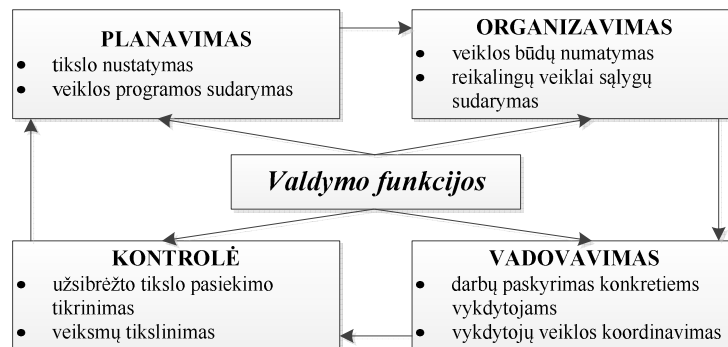 PLANAVIMAS
• tikslo nustatymas
• veiklos programos sudarymas
ORGANIZAVIMAS
• veiklos būdų numatymas
• reikalingų veiklai sąlygų
sudarymas
Valdymo funkcijos
KONTROLĖ
• užsibrėžto tikslo pasiekimo
tikrinimas
• veiksmų tikslinimas
VADOVAVIMAS
• darbų paskyrimas konkretiems
vykdytojams
• vykdytojų veiklos koordinavimas